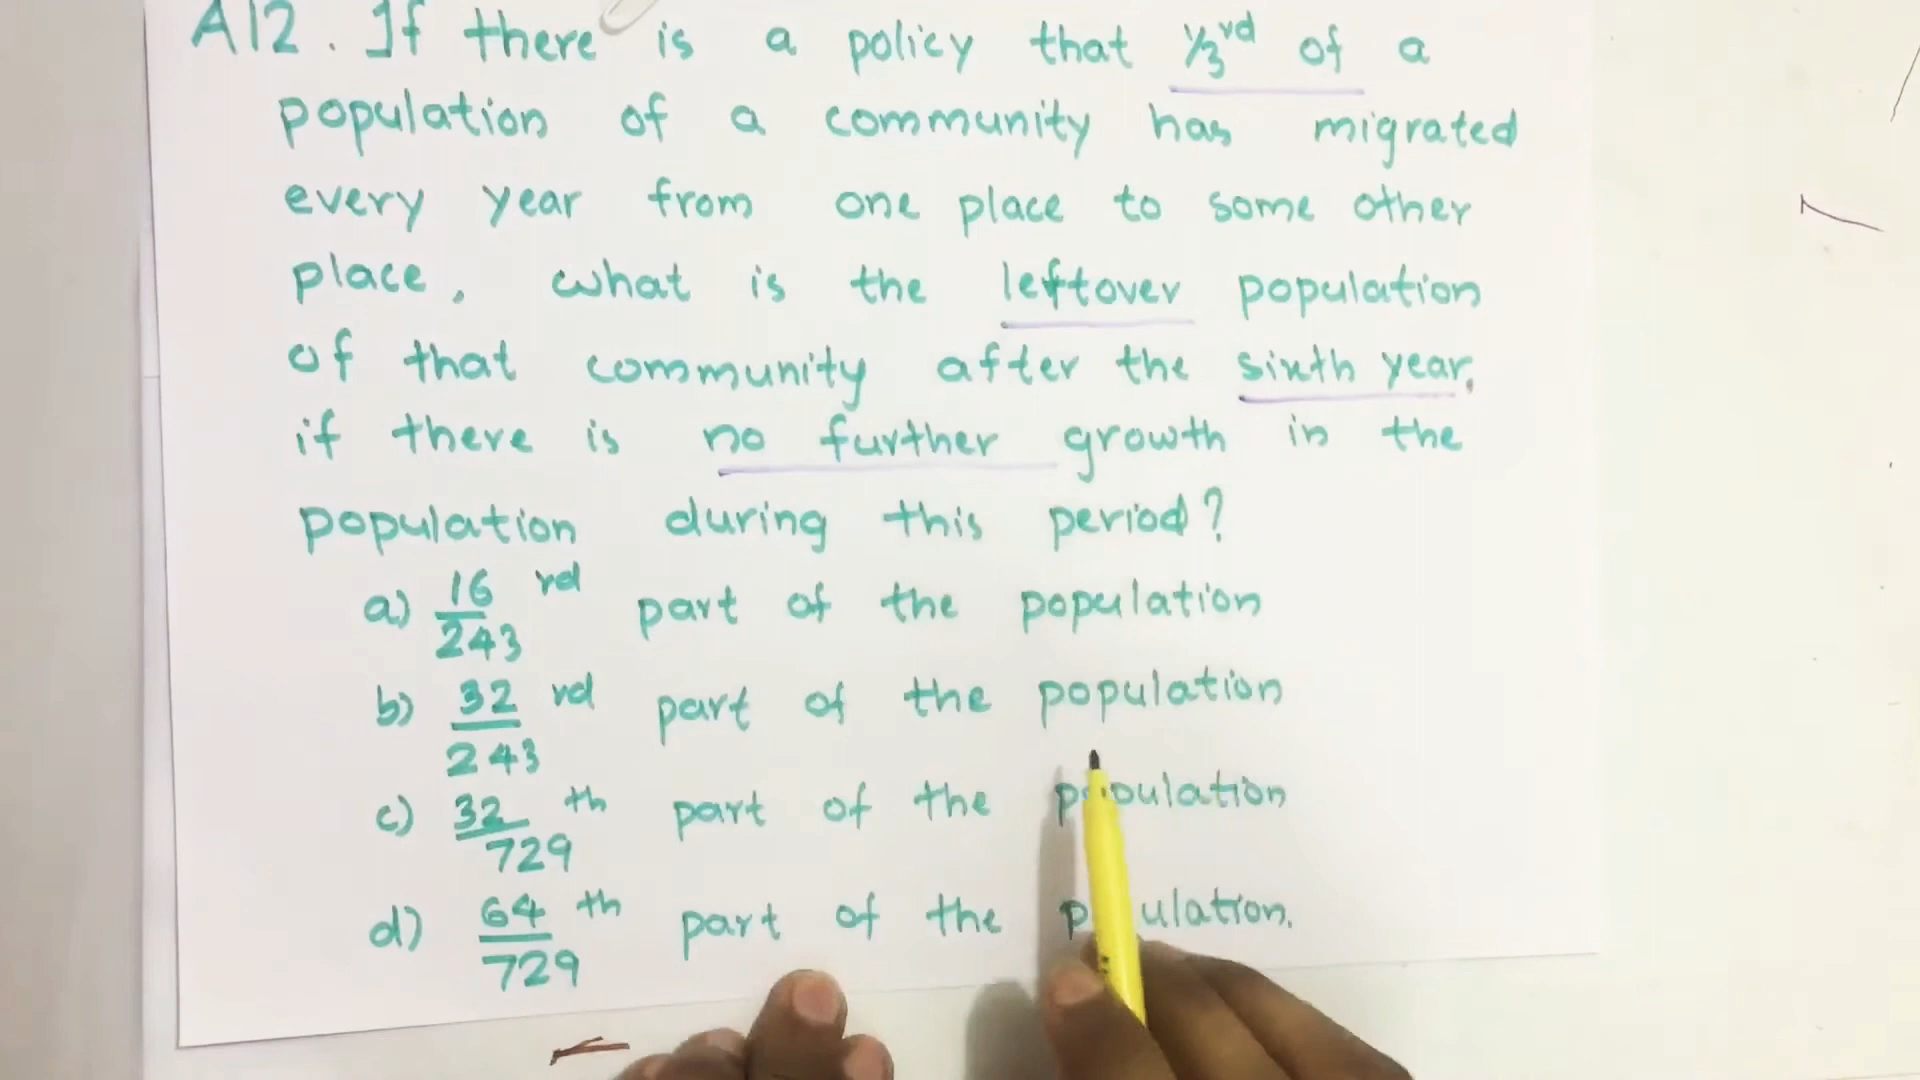 A12. If there is a policy that 1/3rd of a
population of a community has migrated
every year from one place to some other
place, what is the leftover population
of that community after the sixth year,
if there is no further growth in the
population during this period?
a) 16/243 rd part of the population
b) 32/243 rd part of the population
c) 32/729 th part of the population
d) 64/729 th part of the population.